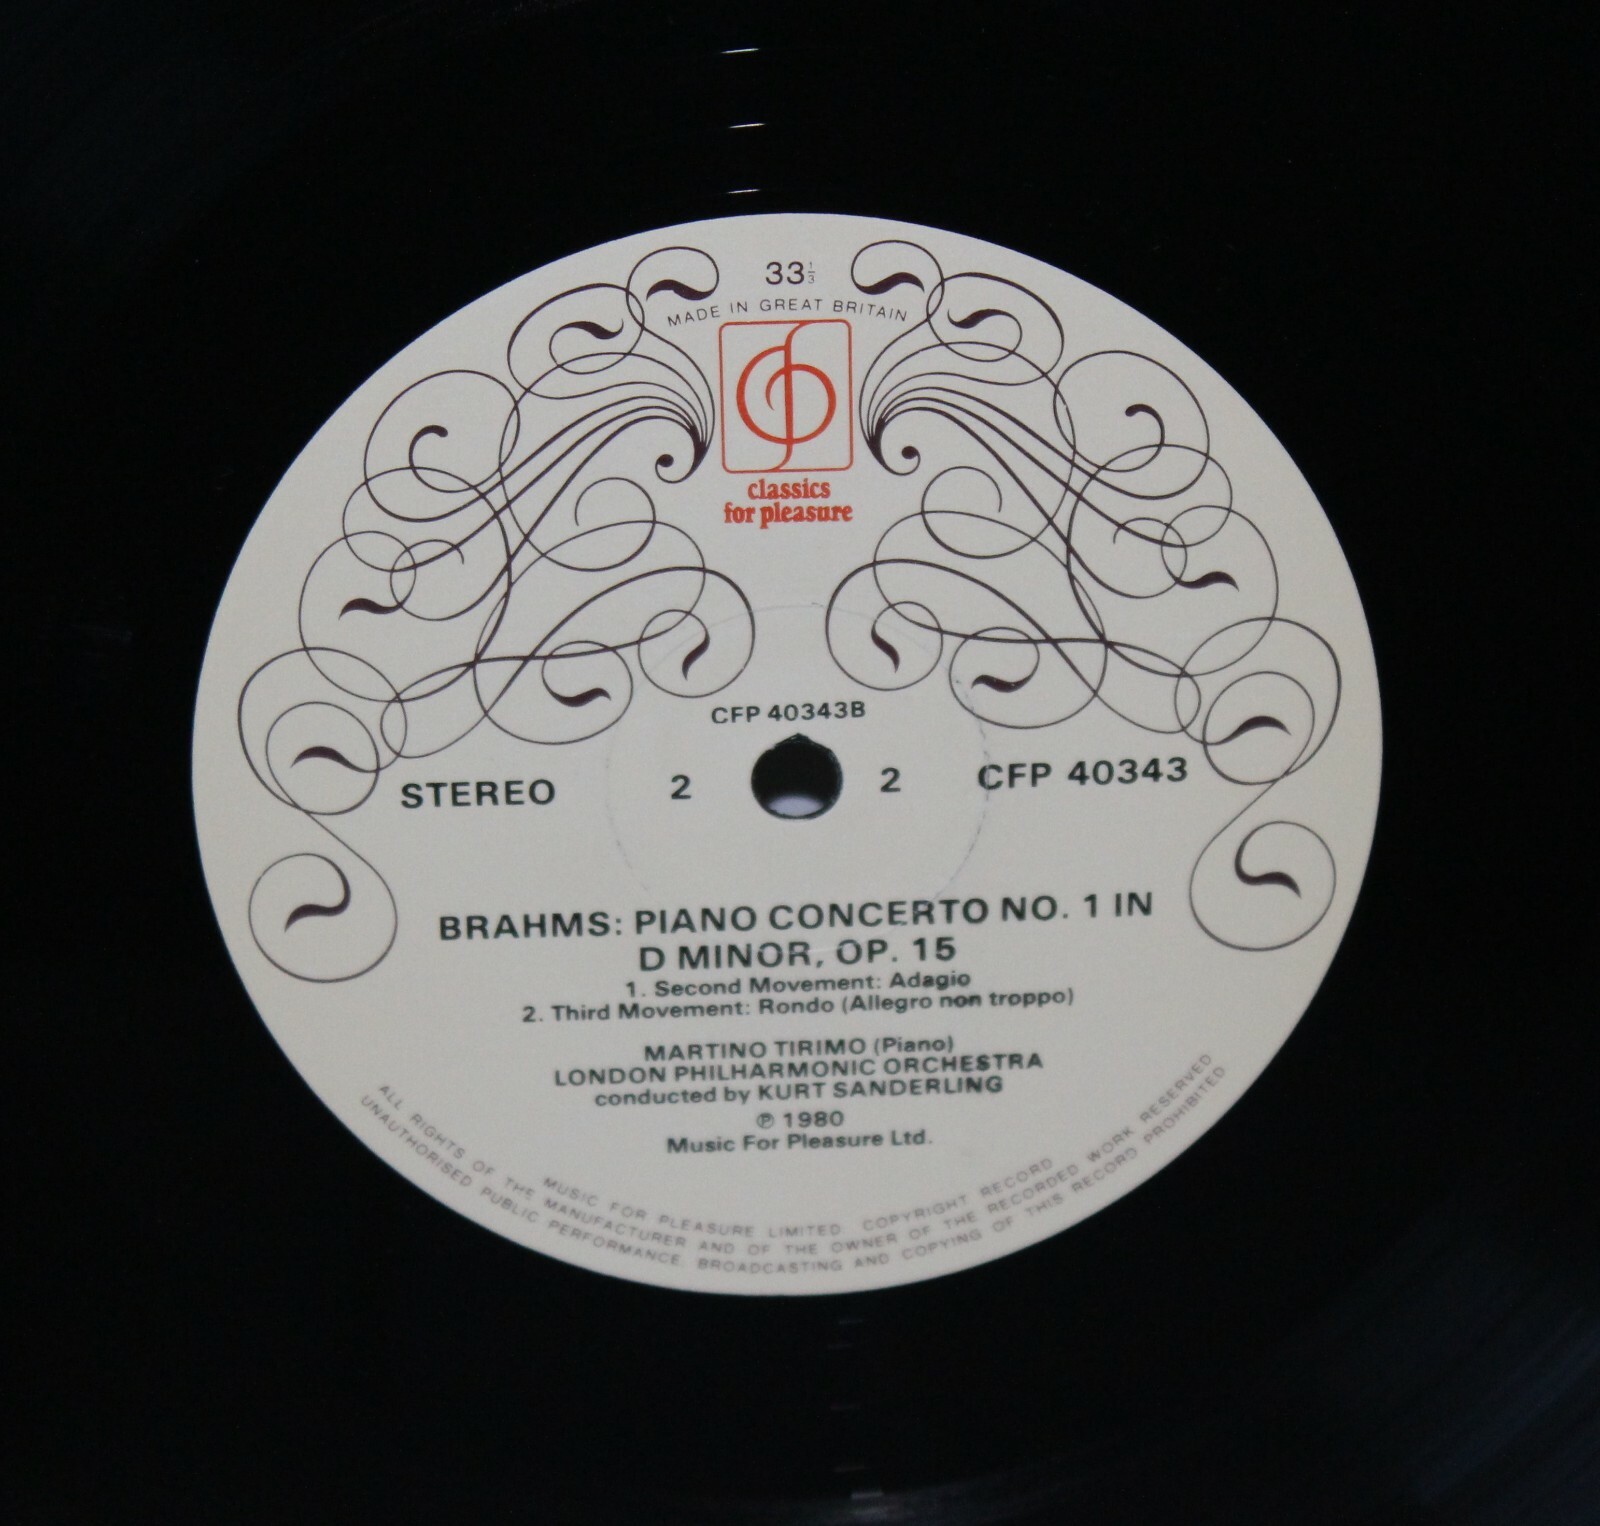 33⅓
MADE IN GREAT BRITAIN
classics
for pleasure
CFP 40343B
STEREO 2 2 CFP 40343
BRAHMS: PIANO CONCERTO NO. 1 IN
D MINOR, OP. 15
1. Second Movement: Adagio
2. Third Movement: Rondo (Allegro non troppo)
MARTINO TIRIMO (Piano)
LONDON PHILHARMONIC ORCHESTRA
conducted by KURT SANDERLING
℗ 1980
Music For Pleasure Ltd.
MUSIC FOR PLEASURE LIMITED COPYRIGHT RECORD
ALL RIGHTS OF THE MANUFACTURER AND OF THE OWNER OF THE RECORDED WORK RESERVED
UNAUTHORISED PUBLIC PERFORMANCE, BROADCASTING AND COPYING OF THIS RECORD PROHIBITED